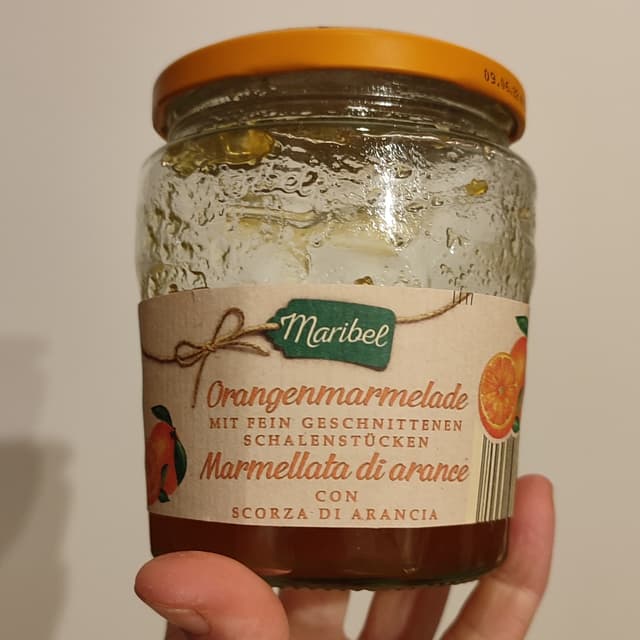 Maribel
Orangenmarmelade
MIT FEIN GESCHNITTENEN
SCHALENSTÜCKEN
Marmellata di arance
CON
SCORZA DI ARANCIA